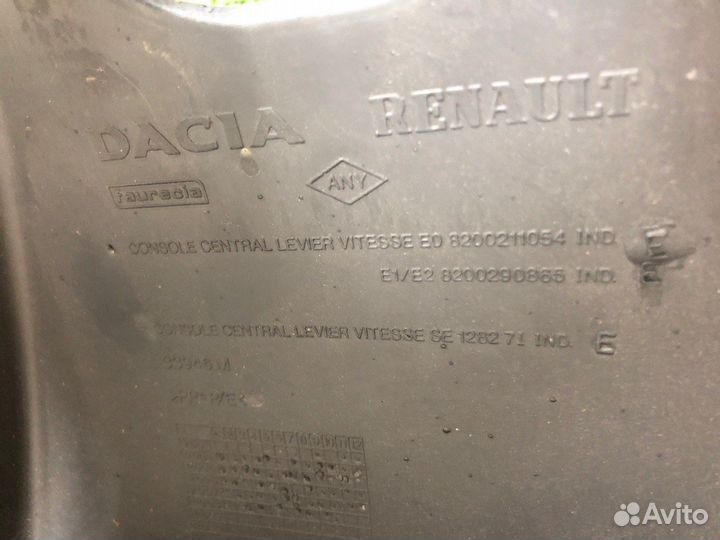 DACIA RENAULT
faurecia
ANY
CONSOLE CENTRAL LEVIER VITESSE E0 8200211054 IND. E
E1/E2 8200290865 IND. E
CONSOLE CENTRAL LEVIER VITESSE SE 1282 71 IND. E
Avito